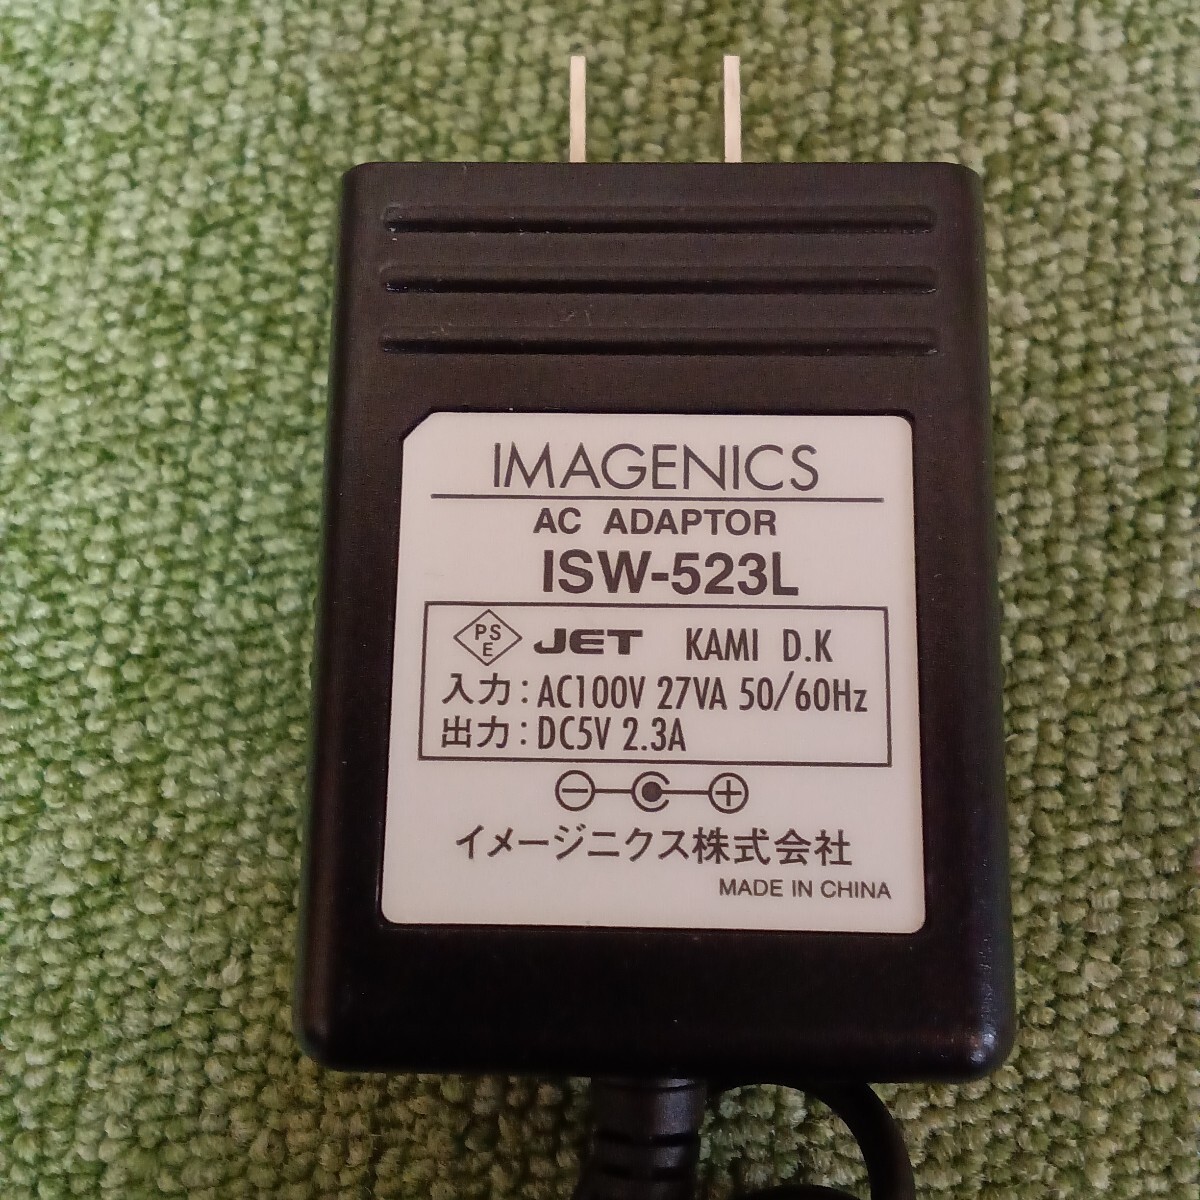 IMAGENICS
AC ADAPTOR
ISW-523L
PSE JET KAMI D.K
入力：AC100V 27VA 50/60Hz
出力：DC5V 2.3A
イメージニクス株式会社
MADE IN CHINA